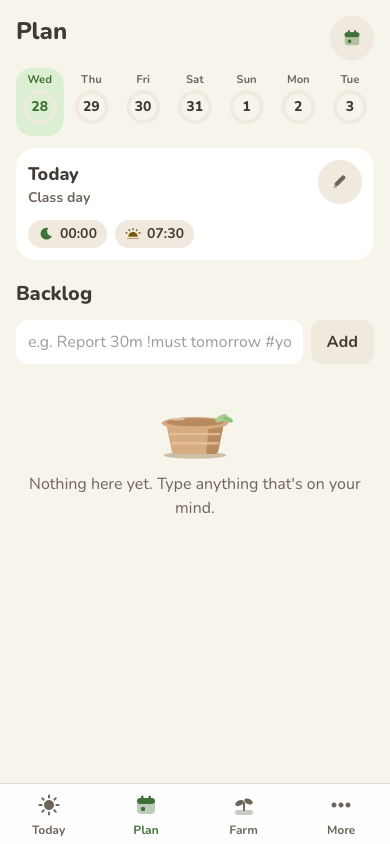 Plan
Wed Thu Fri Sat Sun Mon Tue
28 29 30 31 1 2 3
Today
Class day
00:00 07:30
Backlog
e.g. Report 30m !must tomorrow #yo
Add
Nothing here yet. Type anything that's on your
mind.
Today Plan Farm More